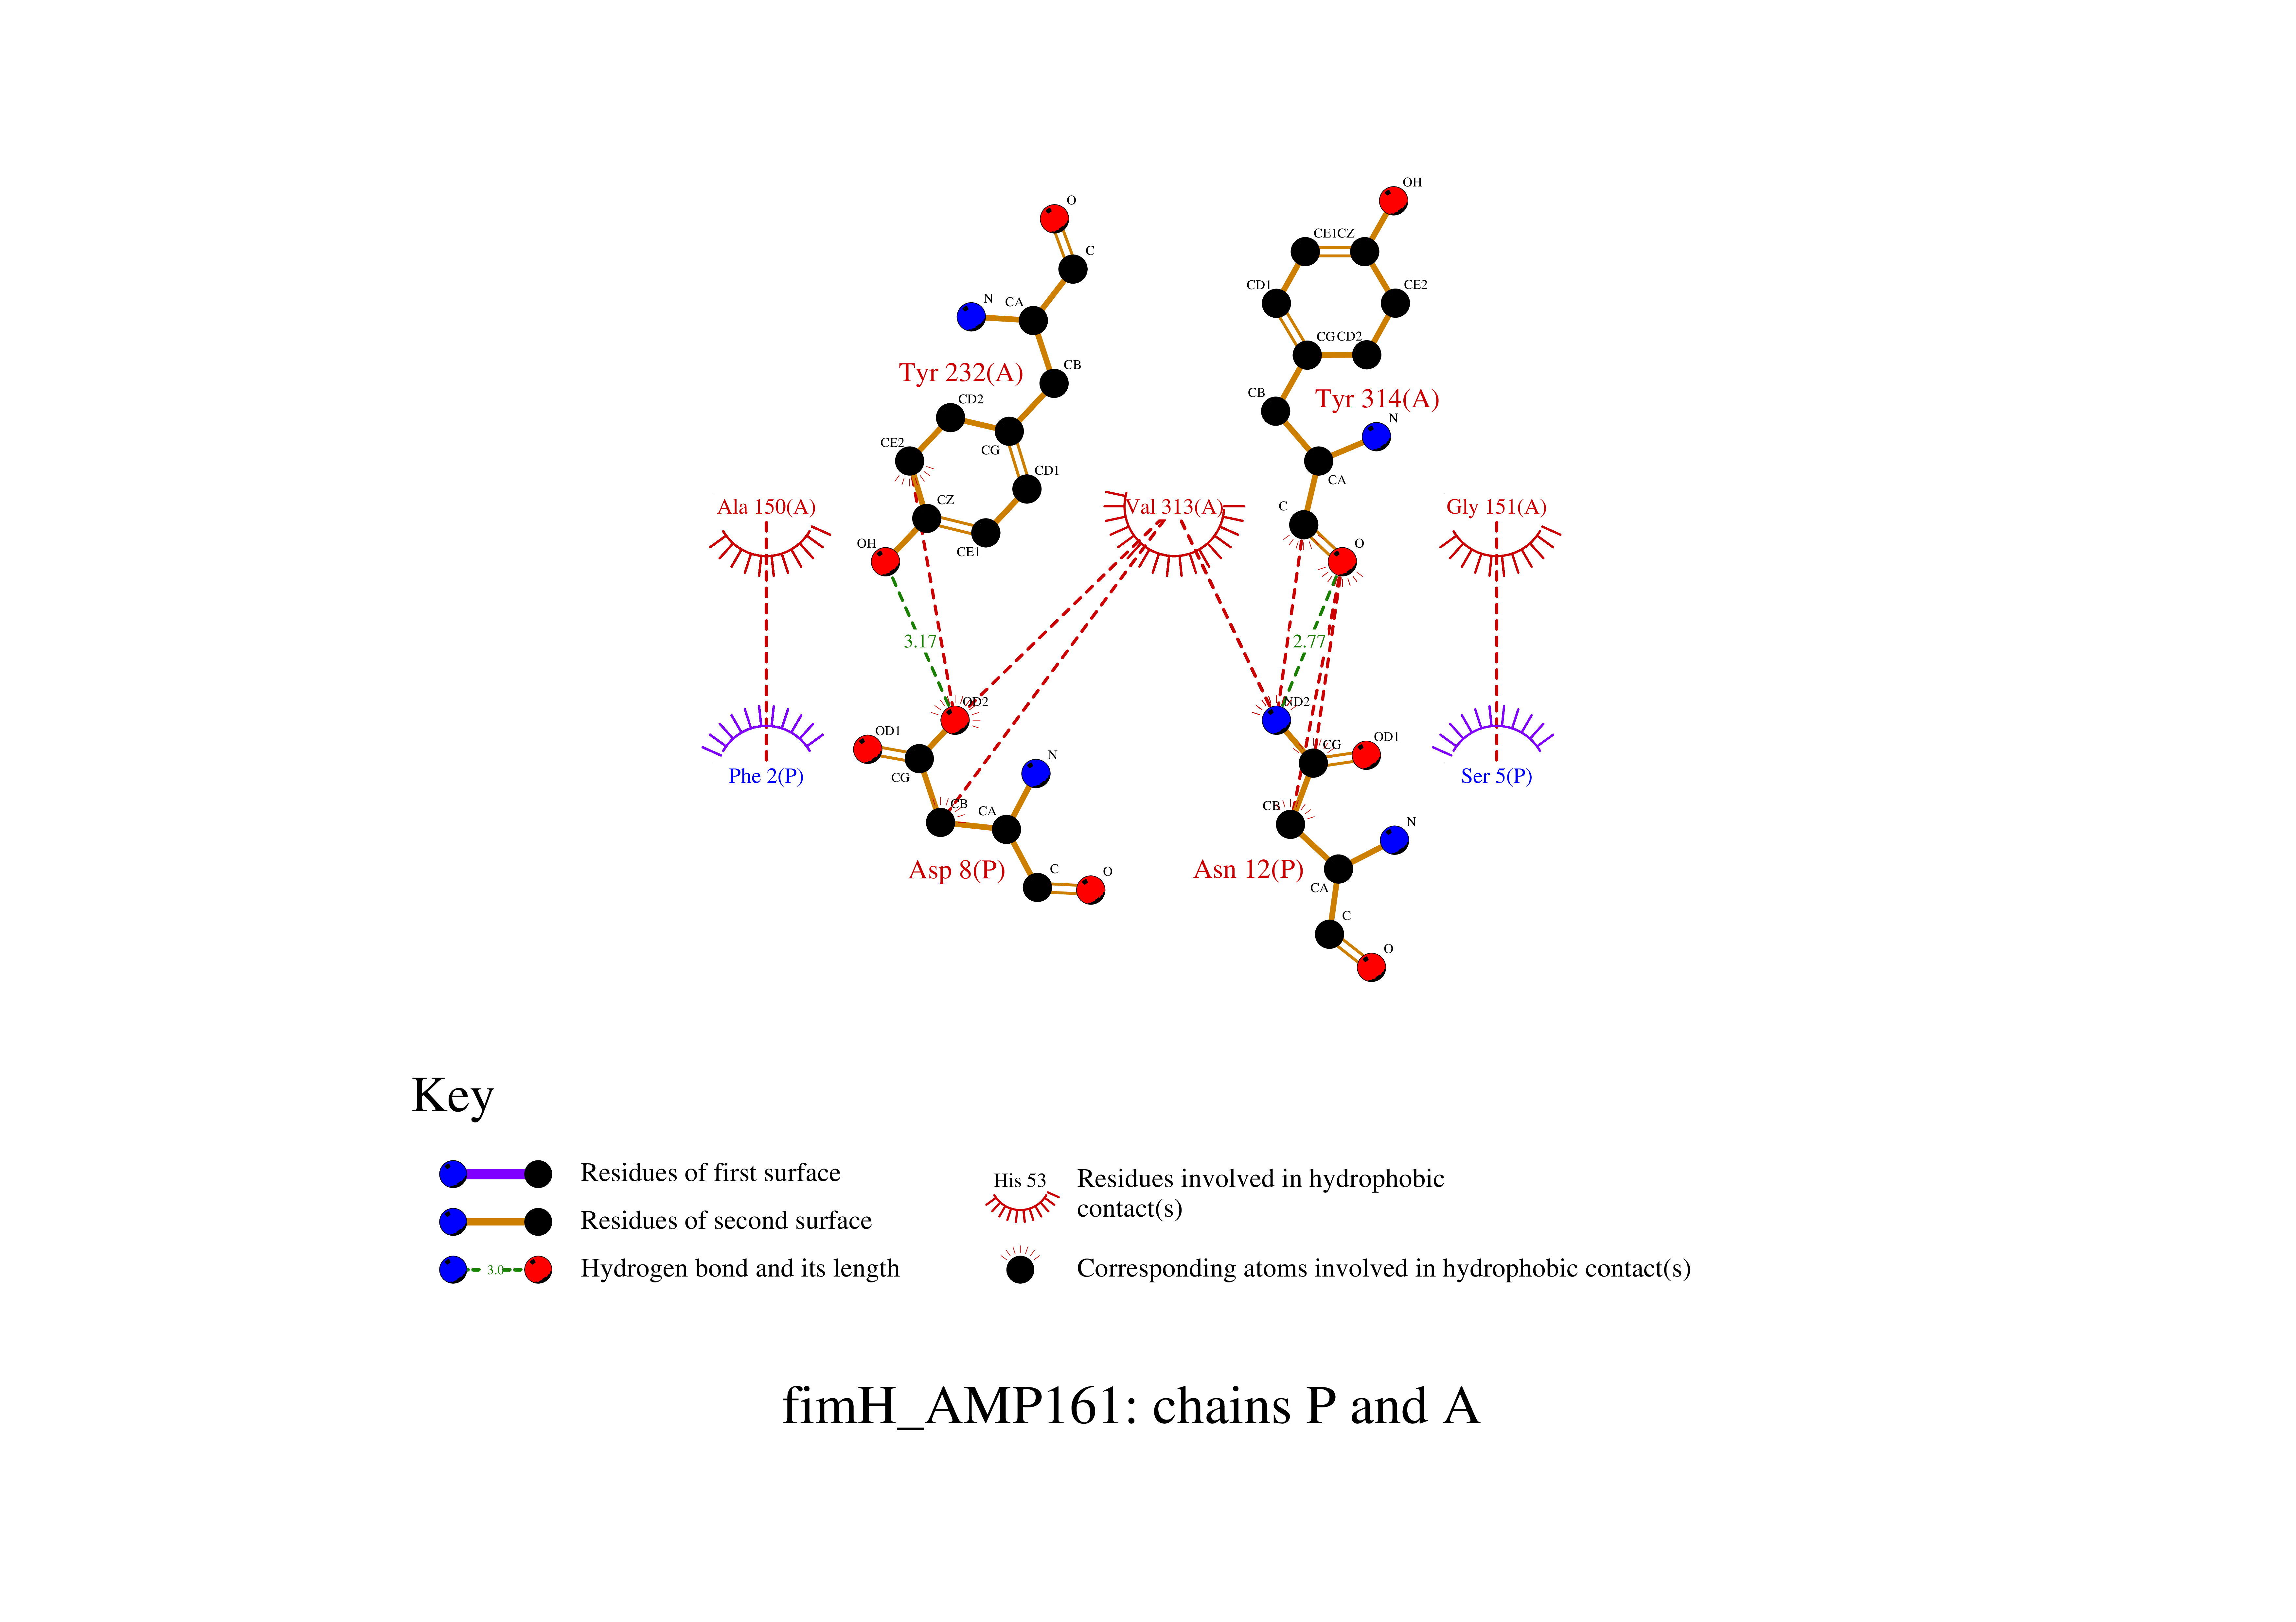 OH
O
CE1 CZ
C
CD1
CE2
N
CA
CG CD2
CB
Tyr 232(A)
CB
Tyr 314(A)
CD2
N
CE2
CG
CD1
CA
CZ
C
Ala 150(A)
Val 313(A)
Gly 151(A)
OH
CE1
O
3.17
2.77
OD2
ND2
OD1
CG
OD1
N
CG
Phe 2(P)
Ser 5(P)
CB
CA
CB
N
Asp 8(P)
Asn 12(P)
C
O
CA
C
O
Key
Residues of first surface
Residues of second surface
3.0
Hydrogen bond and its length
His 53
Residues involved in hydrophobic
contact(s)
Corresponding atoms involved in hydrophobic contact(s)
fimH_AMP161: chains P and A